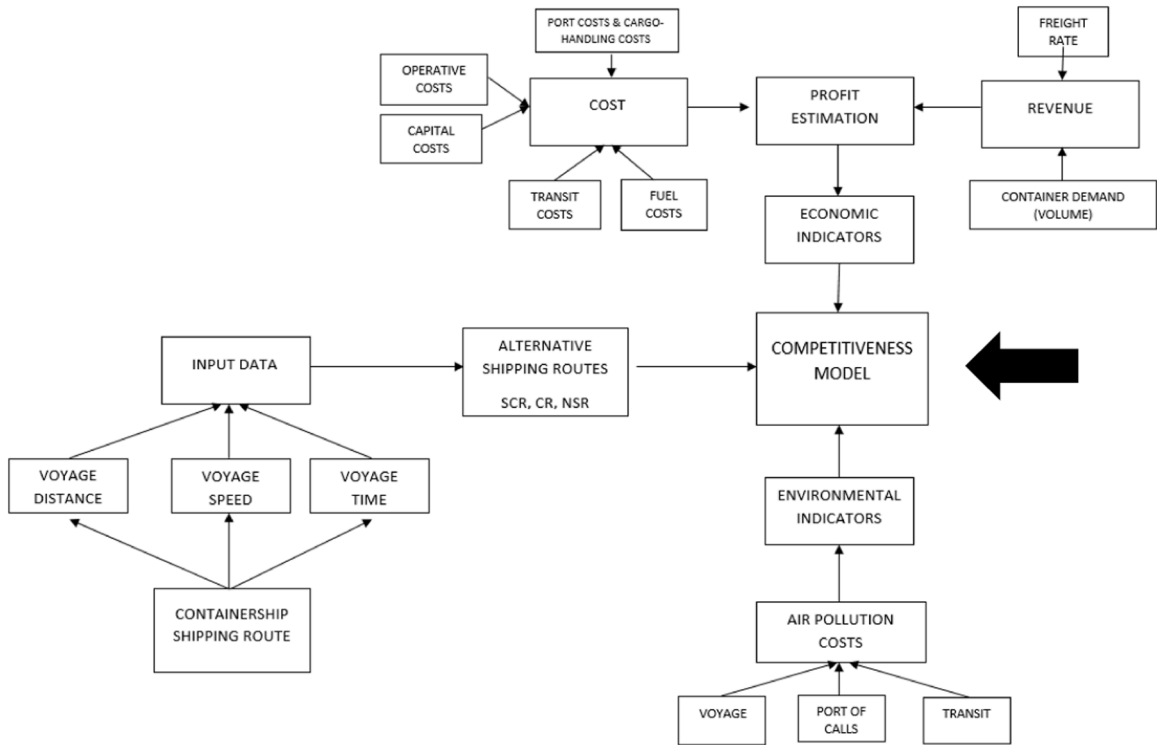 PORT COSTS & CARGO-
HANDLING COSTS
FREIGHT
RATE
OPERATIVE
COSTS
COST
PROFIT
ESTIMATION
REVENUE
CAPITAL
COSTS
TRANSIT
COSTS
FUEL
COSTS
CONTAINER DEMAND
(VOLUME)
ECONOMIC
INDICATORS
INPUT DATA
ALTERNATIVE
SHIPPING ROUTES
SCR, CR, NSR
COMPETITIVENESS
MODEL
VOYAGE
DISTANCE
VOYAGE
SPEED
VOYAGE
TIME
ENVIRONMENTAL
INDICATORS
CONTAINERSHIP
SHIPPING ROUTE
AIR POLLUTION
COSTS
VOYAGE
PORT OF
CALLS
TRANSIT